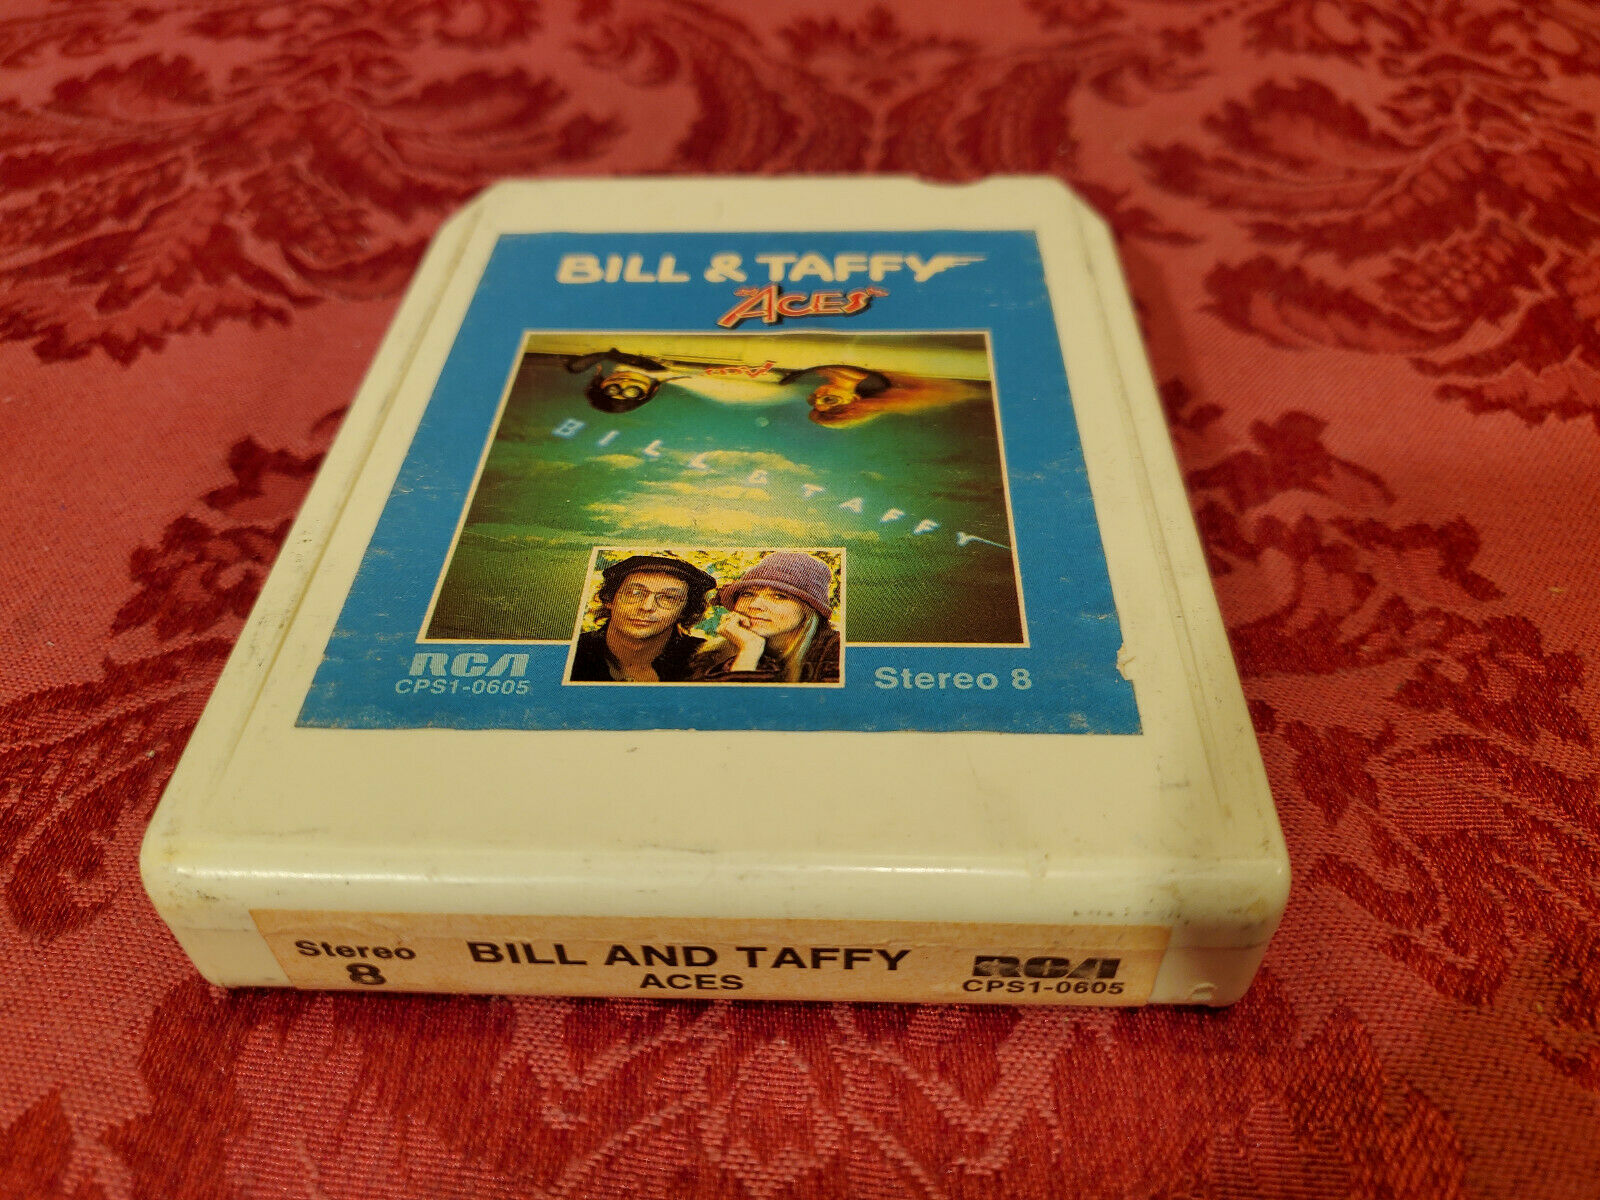 BILL & TAFFY
"ACES"
BILL & TAFFY
RCA
CPS1-0605
Stereo 8
Stereo
8
BILL AND TAFFY
ACES
RCA
CPS1-0605